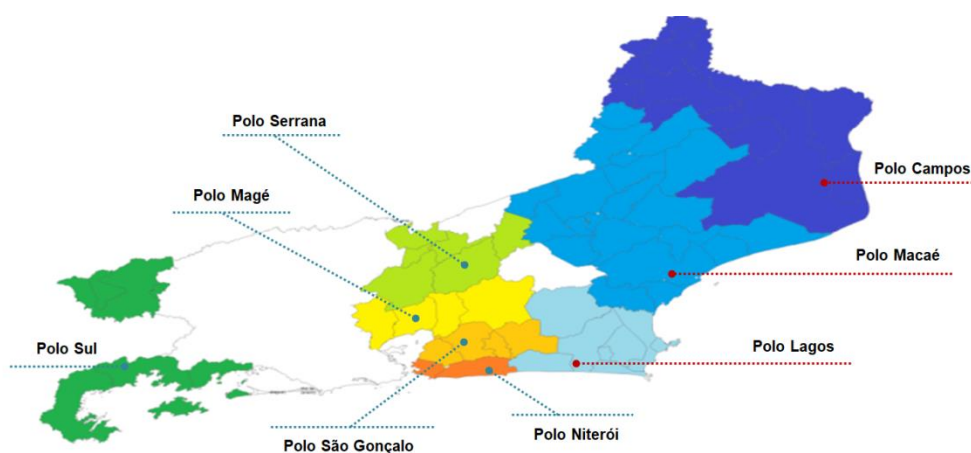 Polo Serrana
Polo Campos
Polo Magé
Polo Macaé
Polo Sul
Polo Lagos
Polo Niterói
Polo São Gonçalo